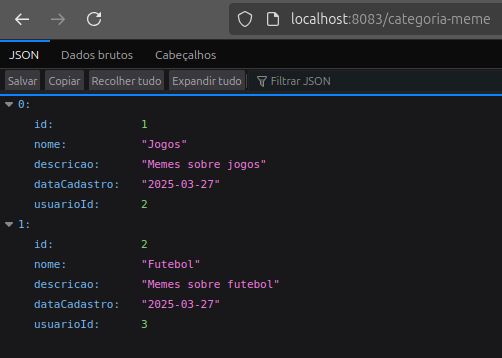 localhost:8083/categoria-meme
JSON Dados brutos Cabeçalhos
Salvar Copiar Recolher tudo Expandir tudo Filtrar JSON
0:
id: 1
nome: "Jogos"
descricao: "Memes sobre jogos"
dataCadastro: "2025-03-27"
usuarioId: 2
1:
id: 2
nome: "Futebol"
descricao: "Memes sobre futebol"
dataCadastro: "2025-03-27"
usuarioId: 3